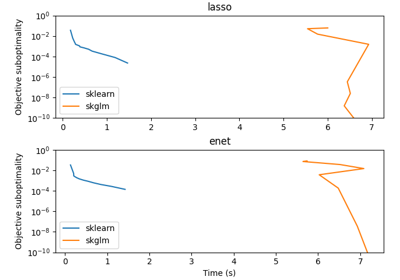 lasso
Objective suboptimality
10^0
10^-2
10^-4
10^-6
10^-8
10^-10
sklearn
skglm
0 1 2 3 4 5 6 7
enet
Objective suboptimality
10^0
10^-2
10^-4
10^-6
10^-8
10^-10
sklearn
skglm
0 1 2 3 4 5 6 7
Time (s)